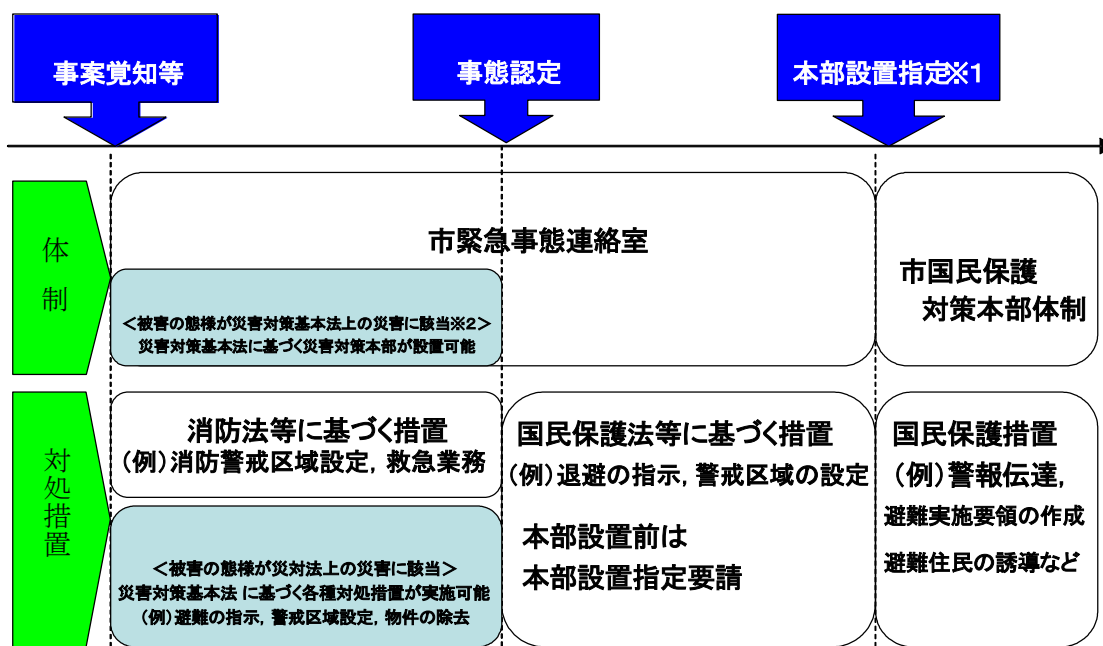 事案覚知等
事態認定
本部設置指定※1
体制
市緊急事態連絡室
＜被害の態様が災害対策基本法上の災害に該当※2＞
災害対策基本法に基づく災害対策本部が設置可能
市国民保護
対策本部体制
対処措置
消防法等に基づく措置
(例)消防警戒区域設定，救急業務
＜被害の態様が災対法上の災害に該当＞
災害対策基本法 に基づく各種対処措置が実施可能
(例)避難の指示，警戒区域設定，物件の除去
国民保護法等に基づく措置
(例)退避の指示，警戒区域の設定
本部設置前は
本部設置指定要請
国民保護措置
(例)警報伝達，
避難実施要領の作成
避難住民の誘導など